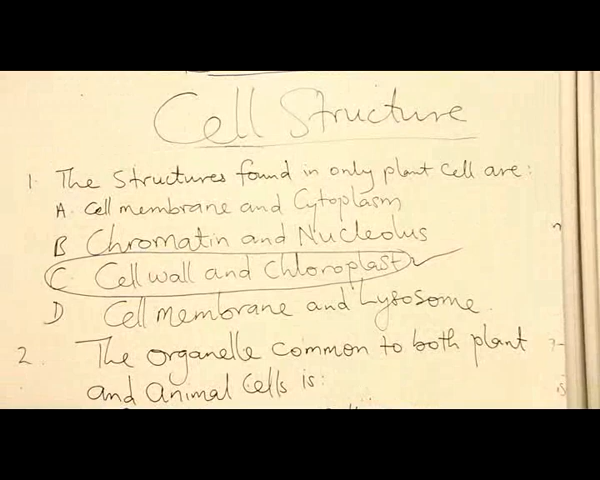 Cell Structure
1. The Structures found in only plant cell are:
A. Cell membrane and Cytoplasm
B Chromatin and Nucleolus
C. Cell wall and Chloroplast
D Cell membrane and Lysosome.
2. The organelle common to both plant
and Animal Cells is: